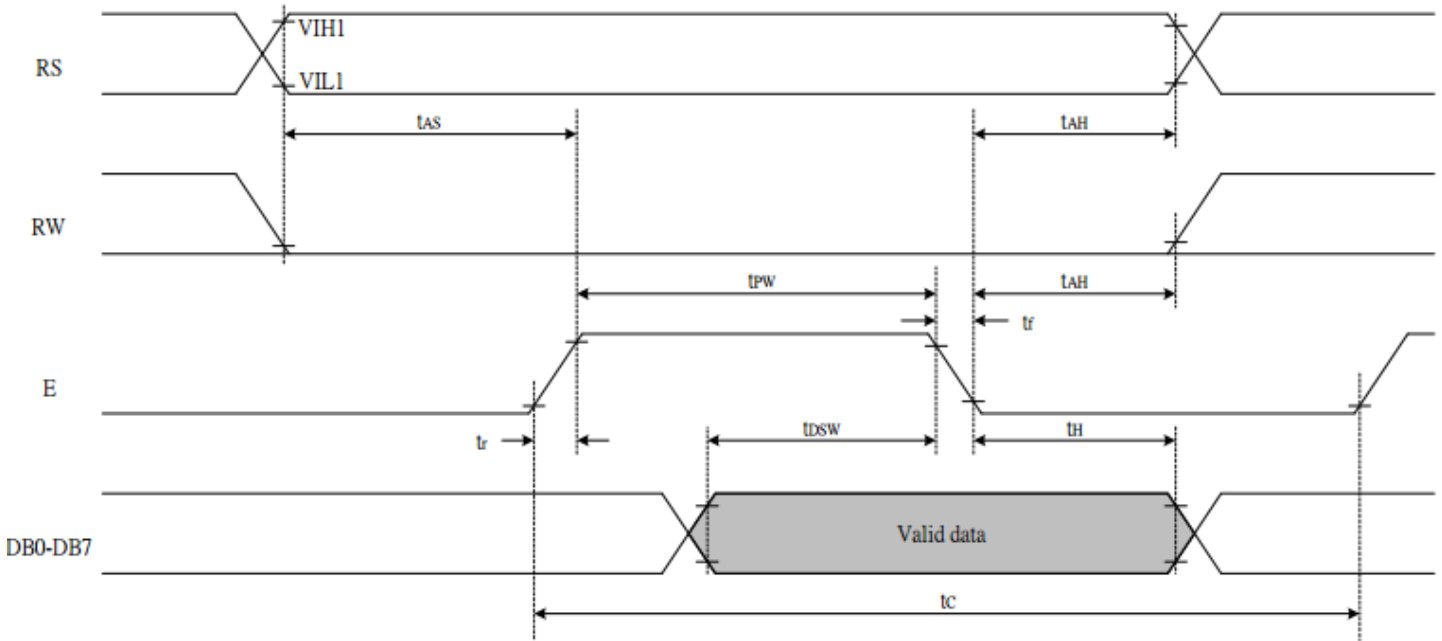 VIH1
RS
VIL1
tAS
tAH
RW
tPW
tAH
tf
E
tr
tDSW
tH
DB0-DB7
Valid data
tC